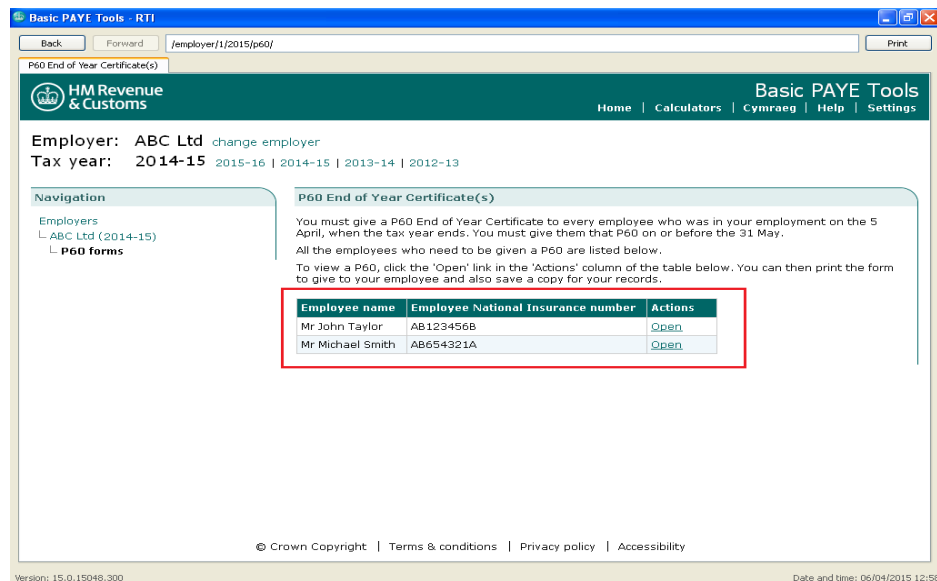 Basic PAYE Tools - RTI
Back Forward /employer/1/2015/p60/ Print
P60 End of Year Certificate(s)
HM Revenue
& Customs
Basic PAYE Tools
Home | Calculators | Cymraeg | Help | Settings
Employer: ABC Ltd change employer
Tax year: 2014-15 2015-16 | 2014-15 | 2013-14 | 2012-13
Navigation
Employers
ABC Ltd (2014-15)
P60 forms
P60 End of Year Certificate(s)
You must give a P60 End of Year Certificate to every employee who was in your employment on the 5
April, when the tax year ends. You must give them that P60 on or before the 31 May.
All the employees who need to be given a P60 are listed below.
To view a P60, click the 'Open' link in the 'Actions' column of the table below. You can then print the form
to give to your employee and also save a copy for your records.
Employee name Employee National Insurance number Actions
Mr John Taylor AB123456B Open
Mr Michael Smith AB654321A Open
© Crown Copyright | Terms & conditions | Privacy policy | Accessibility
Version: 15.0.15048.300 Date and time: 06/04/2015 12:58